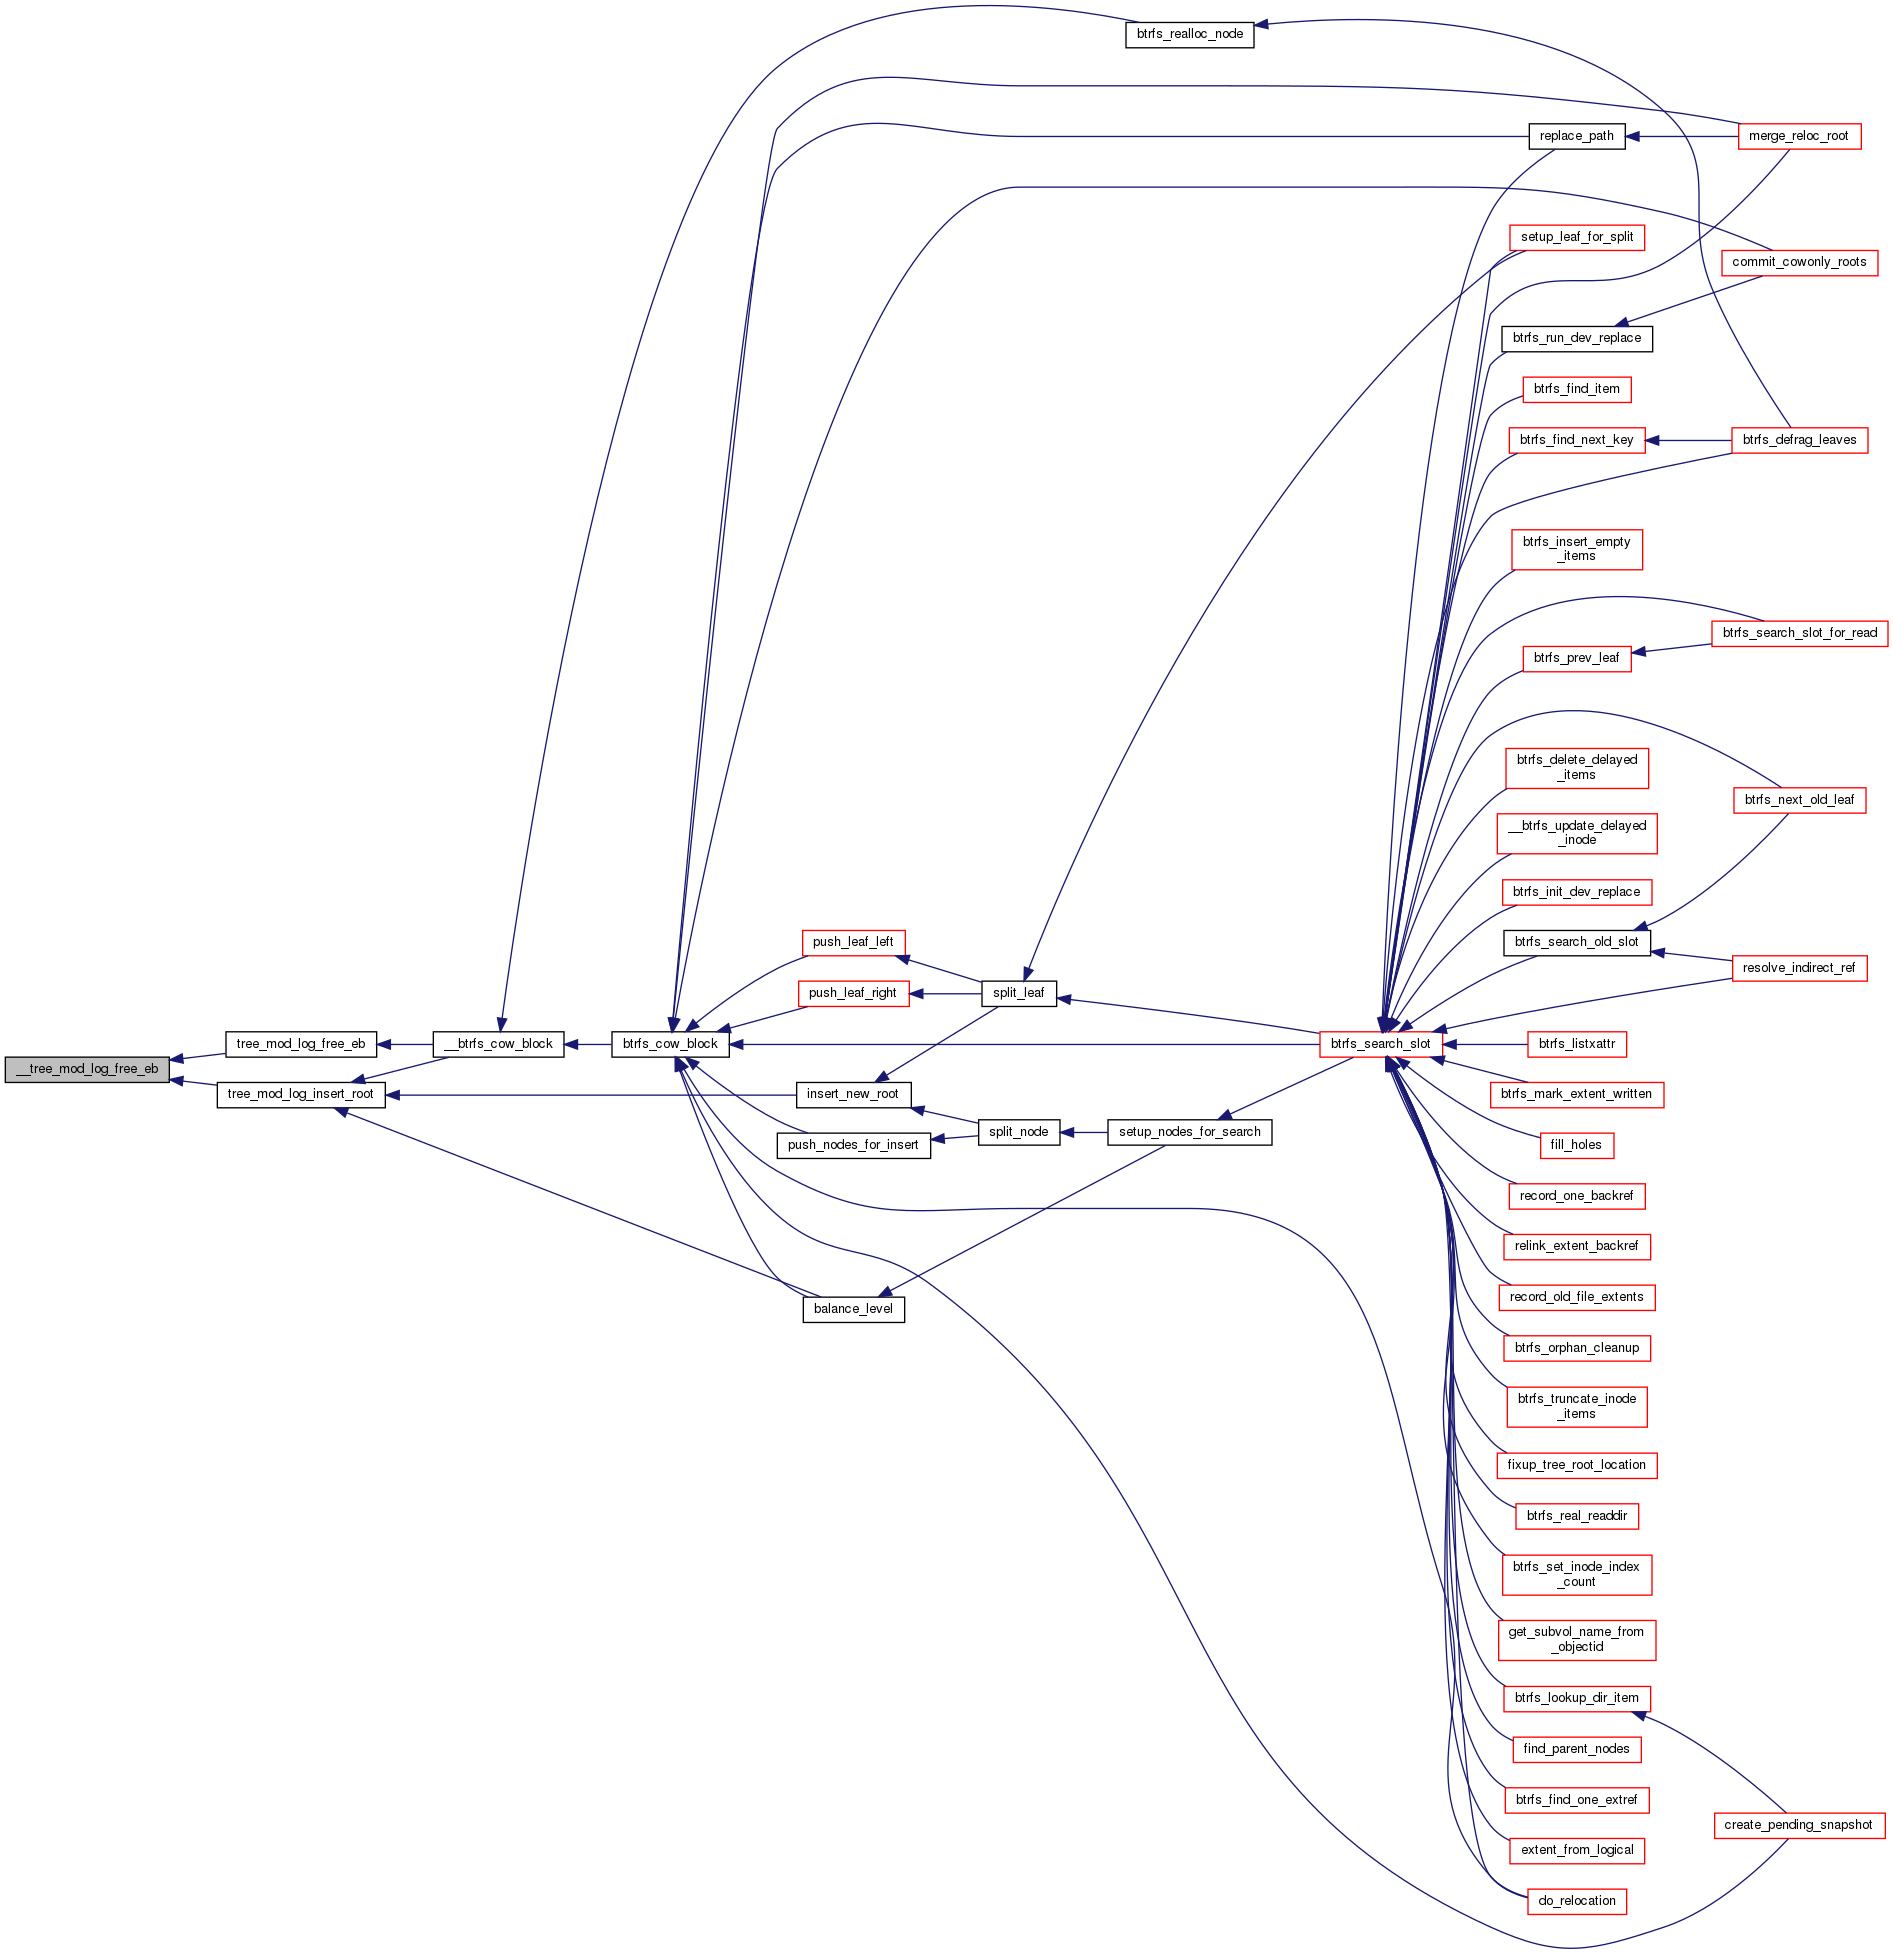 btrfs_realloc_node
replace_path
merge_reloc_root
setup_leaf_for_split
commit_cowonly_roots
btrfs_run_dev_replace
btrfs_find_item
btrfs_find_next_key
btrfs_defrag_leaves
btrfs_insert_empty
_items
btrfs_search_slot_for_read
btrfs_prev_leaf
btrfs_delete_delayed
_items
btrfs_next_old_leaf
__btrfs_update_delayed
_inode
btrfs_init_dev_replace
push_leaf_left
btrfs_search_old_slot
resolve_indirect_ref
push_leaf_right
split_leaf
tree_mod_log_free_eb
__btrfs_cow_block
btrfs_cow_block
btrfs_search_slot
btrfs_listxattr
__tree_mod_log_free_eb
tree_mod_log_insert_root
insert_new_root
btrfs_mark_extent_written
push_nodes_for_insert
split_node
setup_nodes_for_search
fill_holes
record_one_backref
relink_extent_backref
record_old_file_extents
balance_level
btrfs_orphan_cleanup
btrfs_truncate_inode
_items
fixup_tree_root_location
btrfs_real_readdir
btrfs_set_inode_index
_count
get_subvol_name_from
_objectid
btrfs_lookup_dir_item
find_parent_nodes
btrfs_find_one_extref
create_pending_snapshot
extent_from_logical
do_relocation